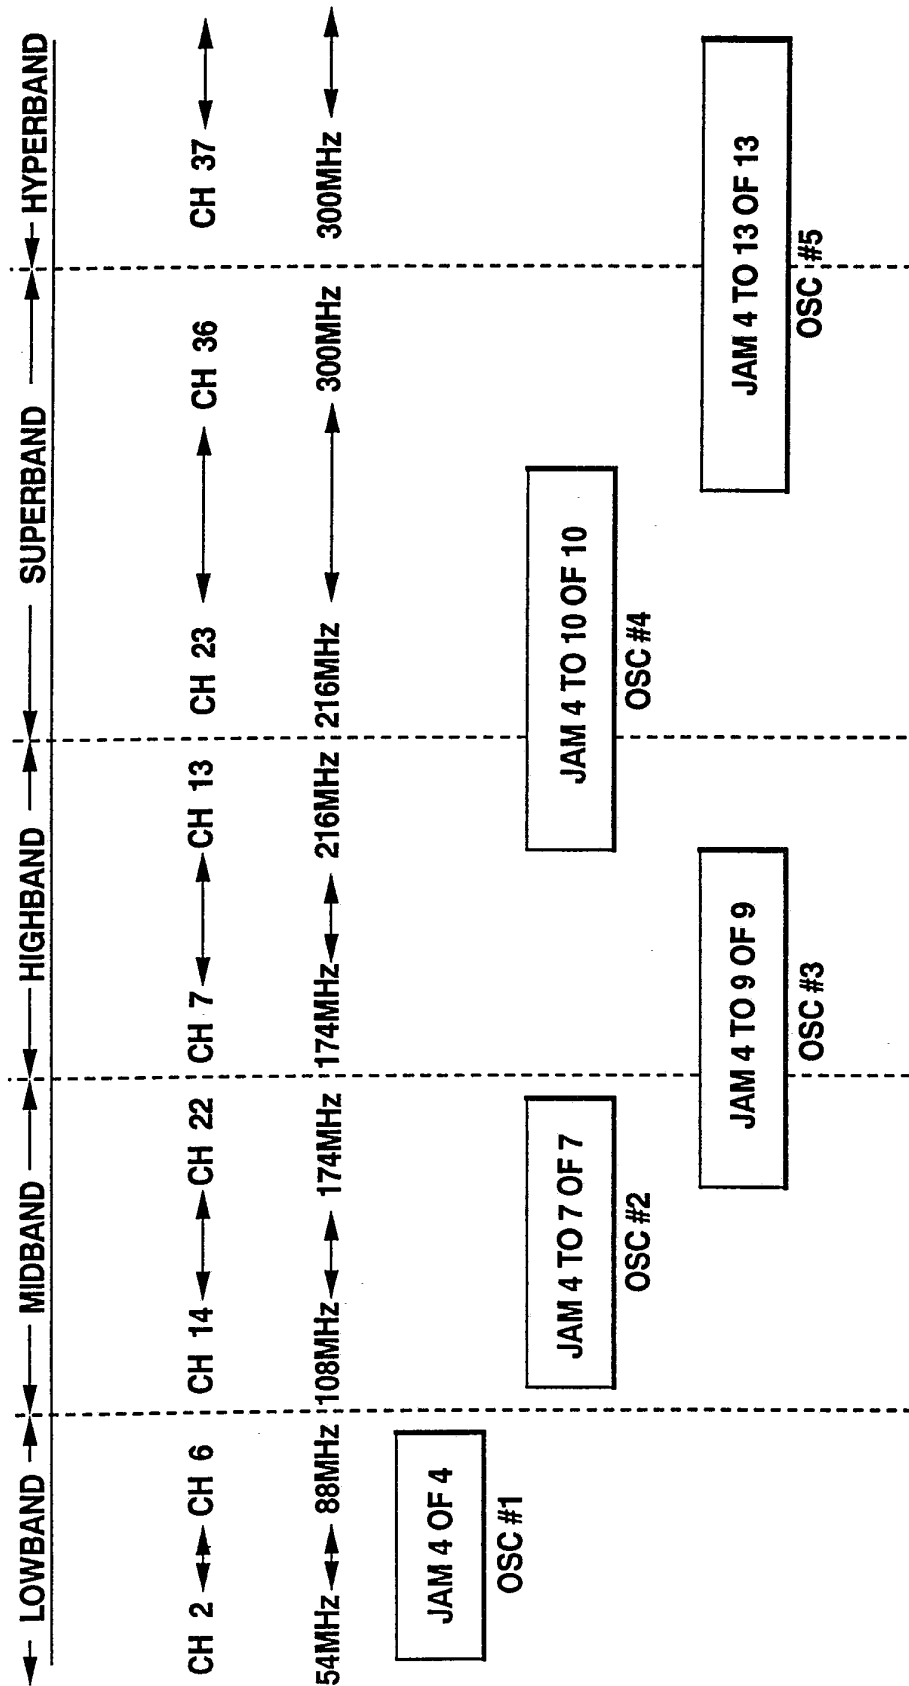 LOWBAND MIDBAND HIGHBAND SUPERBAND HYPERBAND
CH 2 CH 6 CH 14 CH 22 CH 7 CH 13 CH 23 CH 36 CH 37
54MHz 88MHz 108MHz 174MHz 174MHz 216MHz 216MHz 300MHz 300MHz
JAM 4 OF 4
OSC #1
JAM 4 TO 7 OF 7
OSC #2
JAM 4 TO 9 OF 9
OSC #3
JAM 4 TO 10 OF 10
OSC #4
JAM 4 TO 13 OF 13
OSC #5